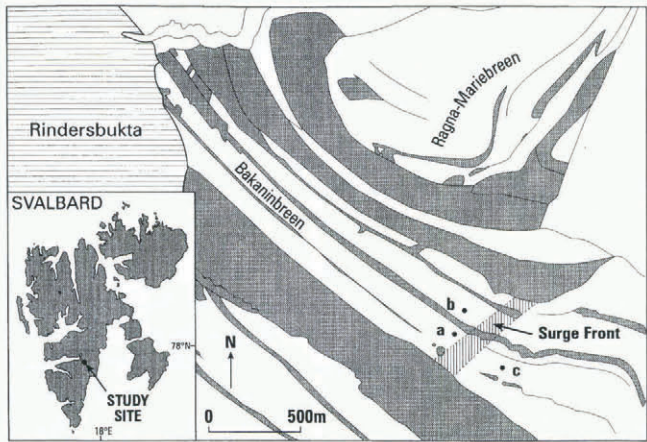 Ragna-Mariebreen
Rindersbukta
Bakaninbreen
SVALBARD
b
a
Surge Front
c
78°N
N
STUDY
SITE
18°E
0 500m